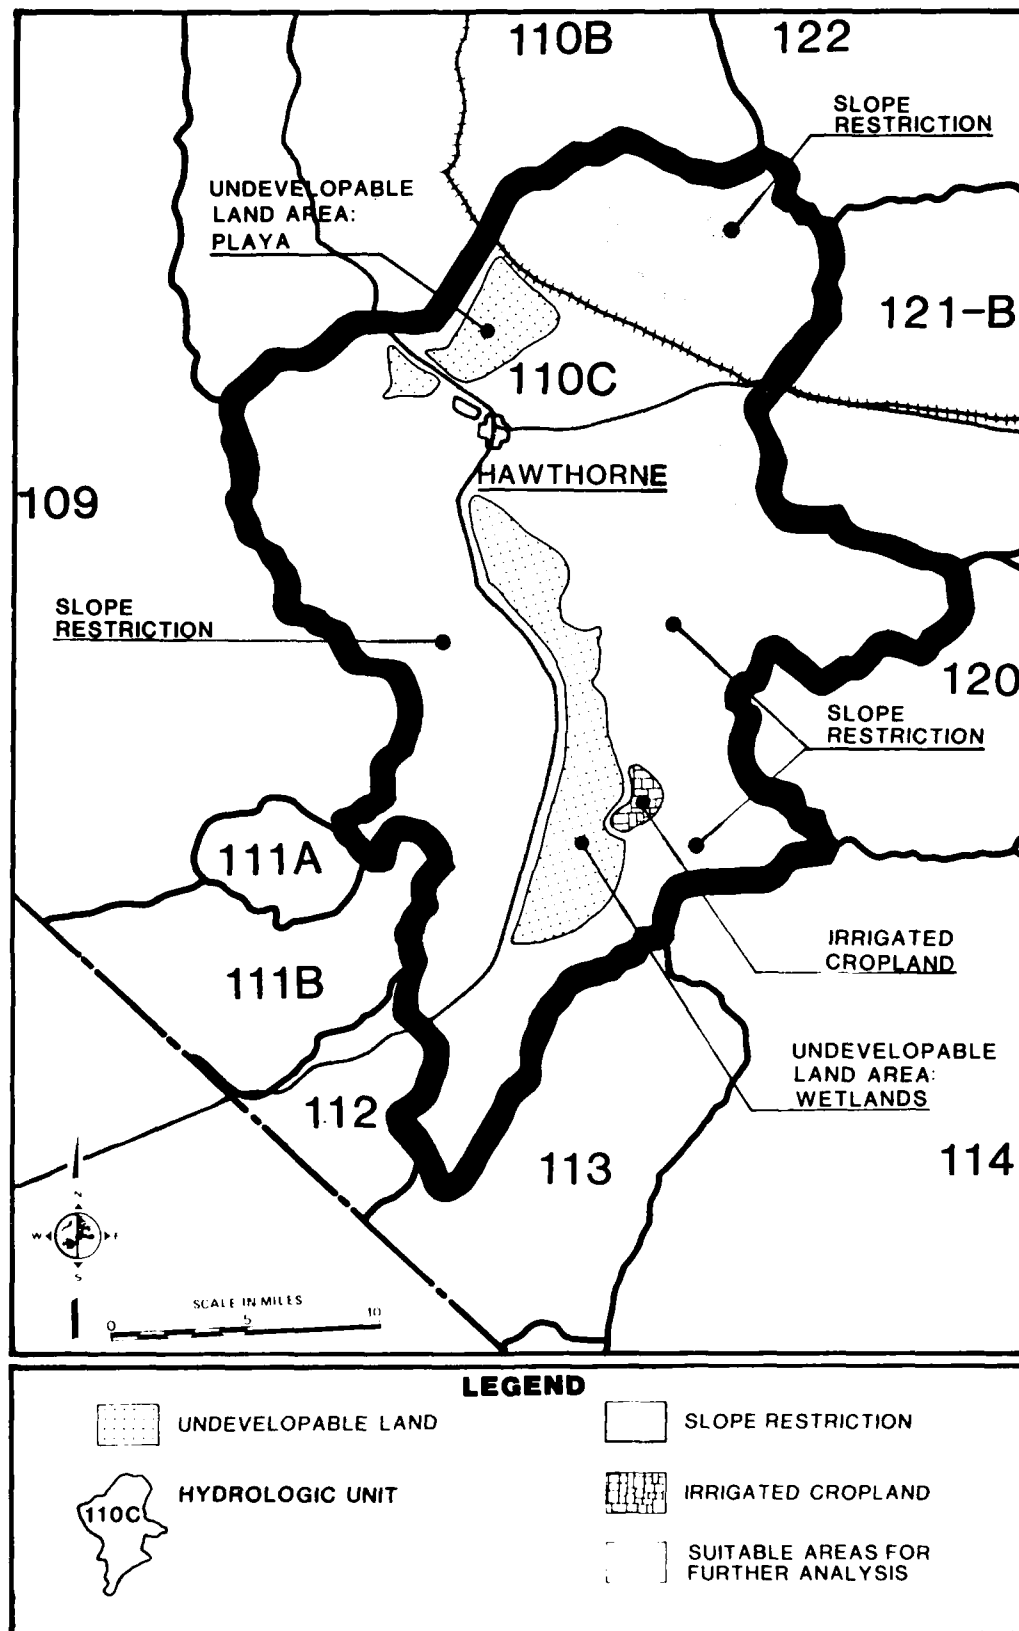 110B
122
SLOPE
RESTRICTION
UNDEVELOPABLE
LAND AREA:
PLAYA
121-B
110C
HAWTHORNE
109
SLOPE
RESTRICTION
120
SLOPE
RESTRICTION
111A
IRRIGATED
CROPLAND
111B
UNDEVELOPABLE
LAND AREA:
WETLANDS
112
113
114
N
W
S
SCALE IN MILES
0 5 10
LEGEND
UNDEVELOPABLE LAND
SLOPE RESTRICTION
110C
HYDROLOGIC UNIT
IRRIGATED CROPLAND
SUITABLE AREAS FOR
FURTHER ANALYSIS